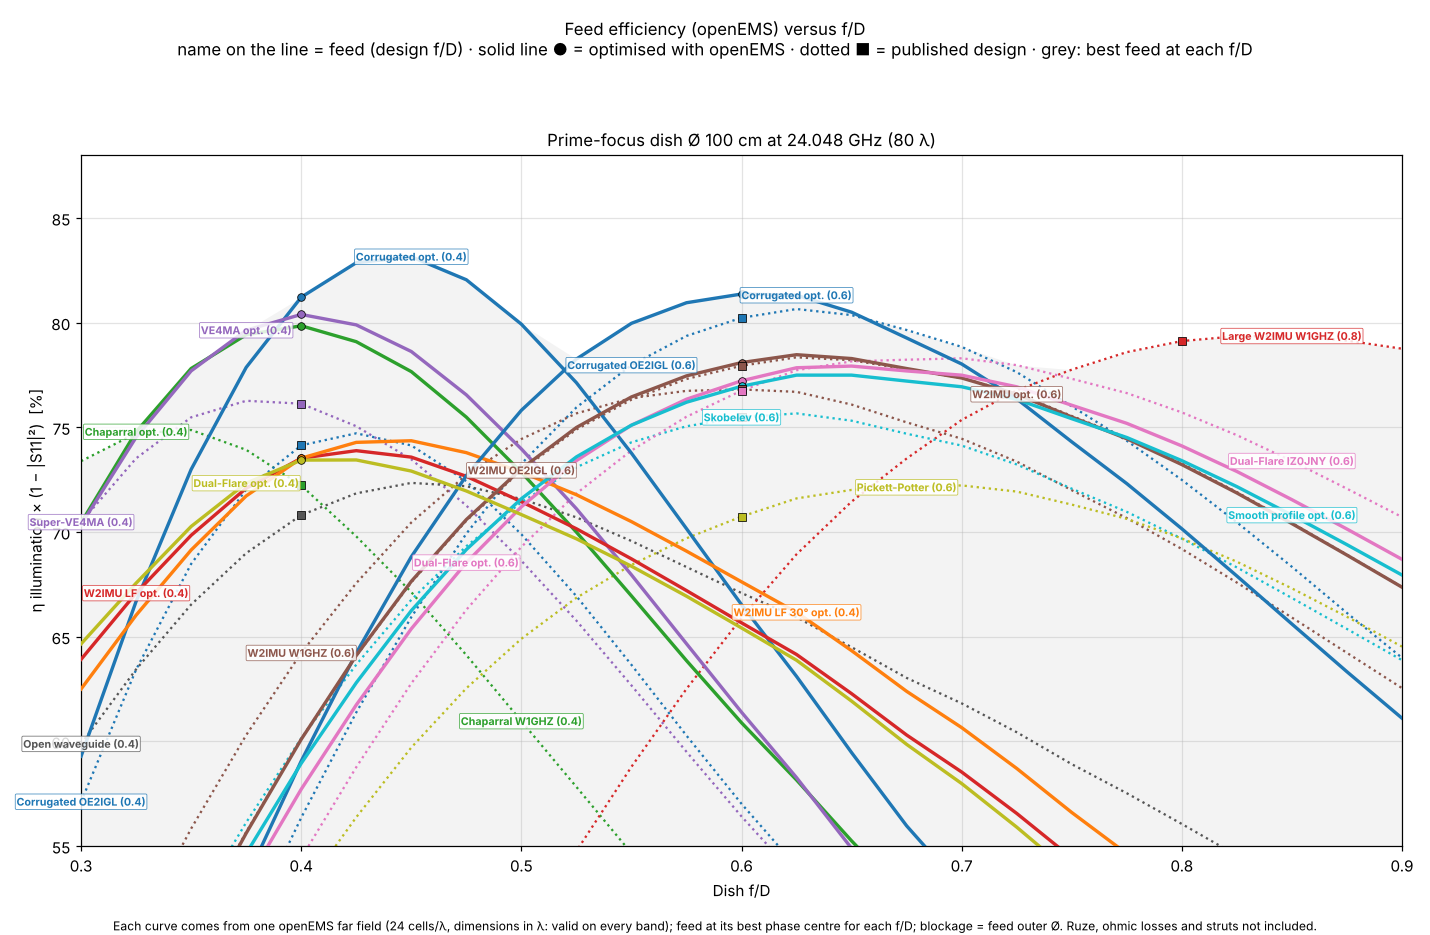 Feed efficiency (openEMS) versus f/D
name on the line = feed (design f/D) · solid line ● = optimised with openEMS · dotted ■ = published design · grey: best feed at each f/D
Prime-focus dish Ø 100 cm at 24.048 GHz (80 λ)
85
Corrugated opt. (0.4)
Corrugated opt. (0.6)
80
VE4MA opt. (0.4)
Large W2IMU W1GHZ (0.8)
Corrugated OE2IGL (0.6)
W2IMU opt. (0.6)
Skobelev (0.6)
75
Chaparral opt. (0.4)
W2IMU OE2IGL (0.6)
Dual-Flare IZ0JNY (0.6)
Dual-Flare opt. (0.4)
Pickett-Potter (0.6)
Super-VE4MA (0.4)
Smooth profile opt. (0.6)
70
Dual-Flare opt. (0.6)
W2IMU LF opt. (0.4)
W2IMU LF 30° opt. (0.4)
65
W2IMU W1GHZ (0.4)
Chaparral W1GHZ (0.4)
Open waveguide (0.4)
60
Corrugated OE2IGL (0.4)
55
η illumination × (1 − |S11|²) [%]
0.3 0.4 0.5 0.6 0.7 0.8 0.9
Dish f/D
Each curve comes from one openEMS far field (24 cells/λ, dimensions in λ: valid on every band); feed at its best phase centre for each f/D; blockage = feed outer Ø. Ruze, ohmic losses and struts not included.